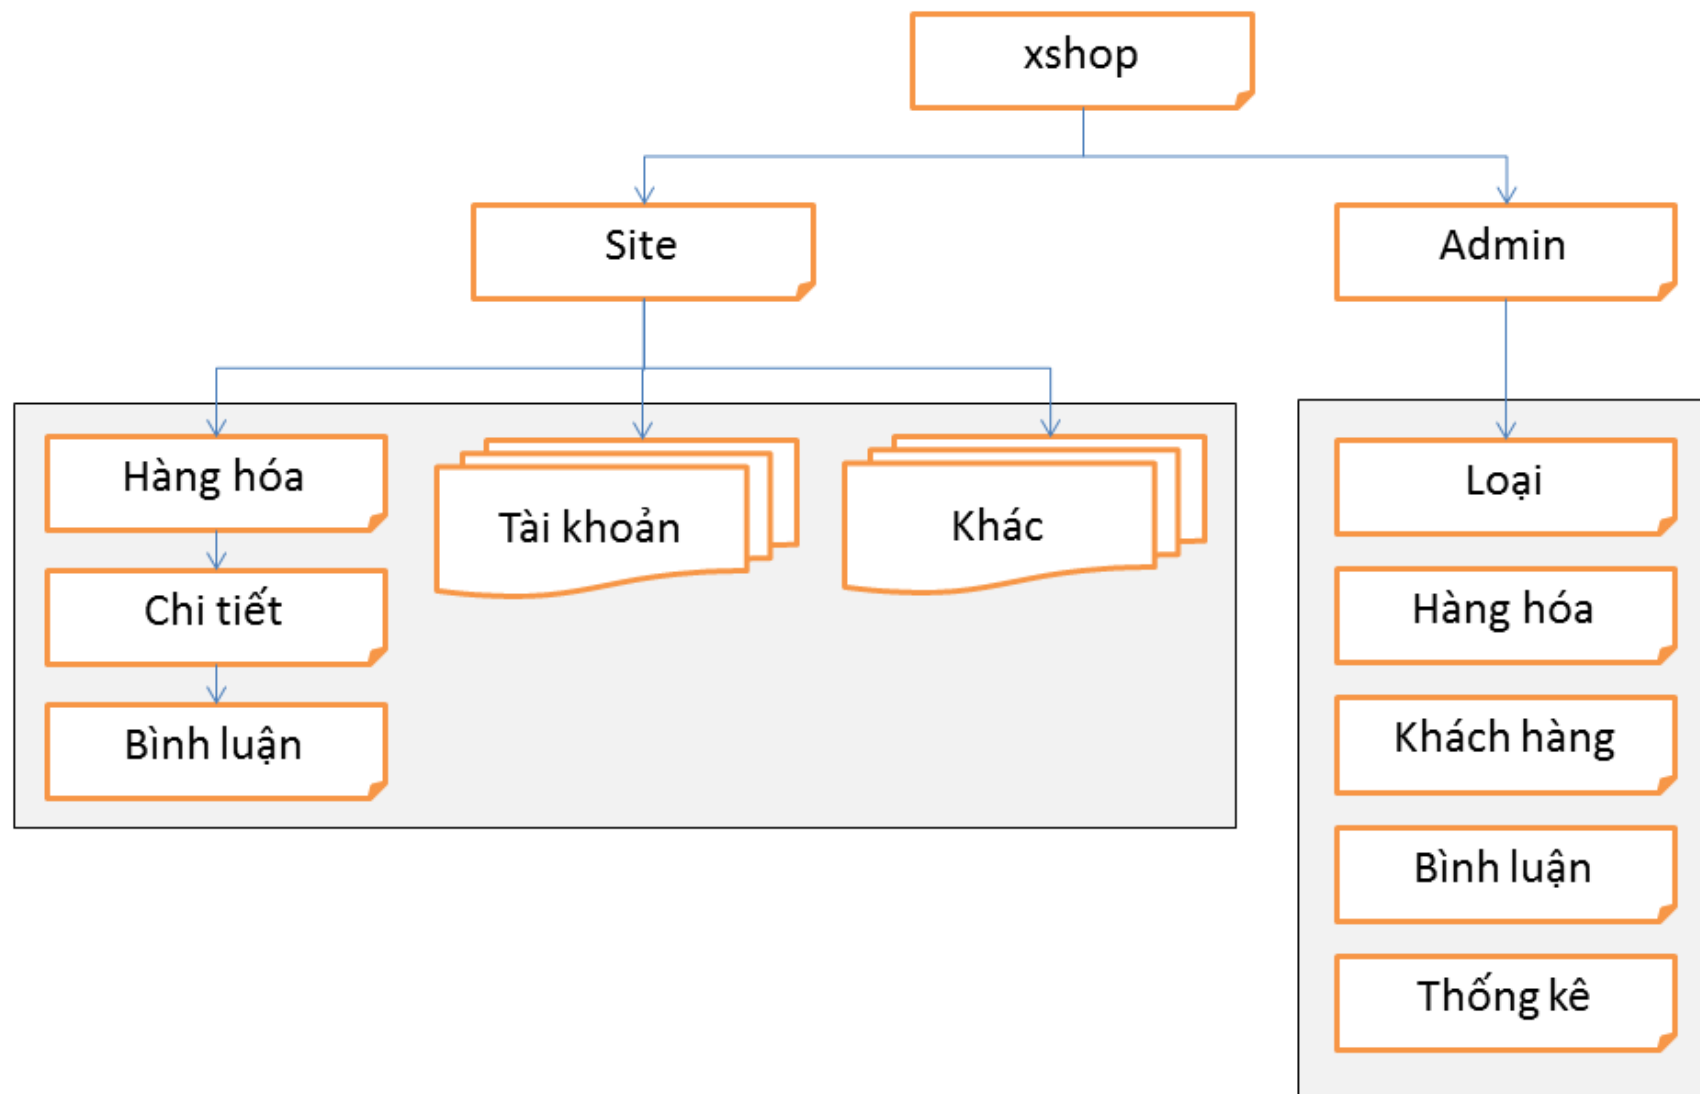 xshop
Site
Admin
Hàng hóa
Tài khoản
Khác
Chi tiết
Bình luận
Loại
Hàng hóa
Khách hàng
Bình luận
Thống kê